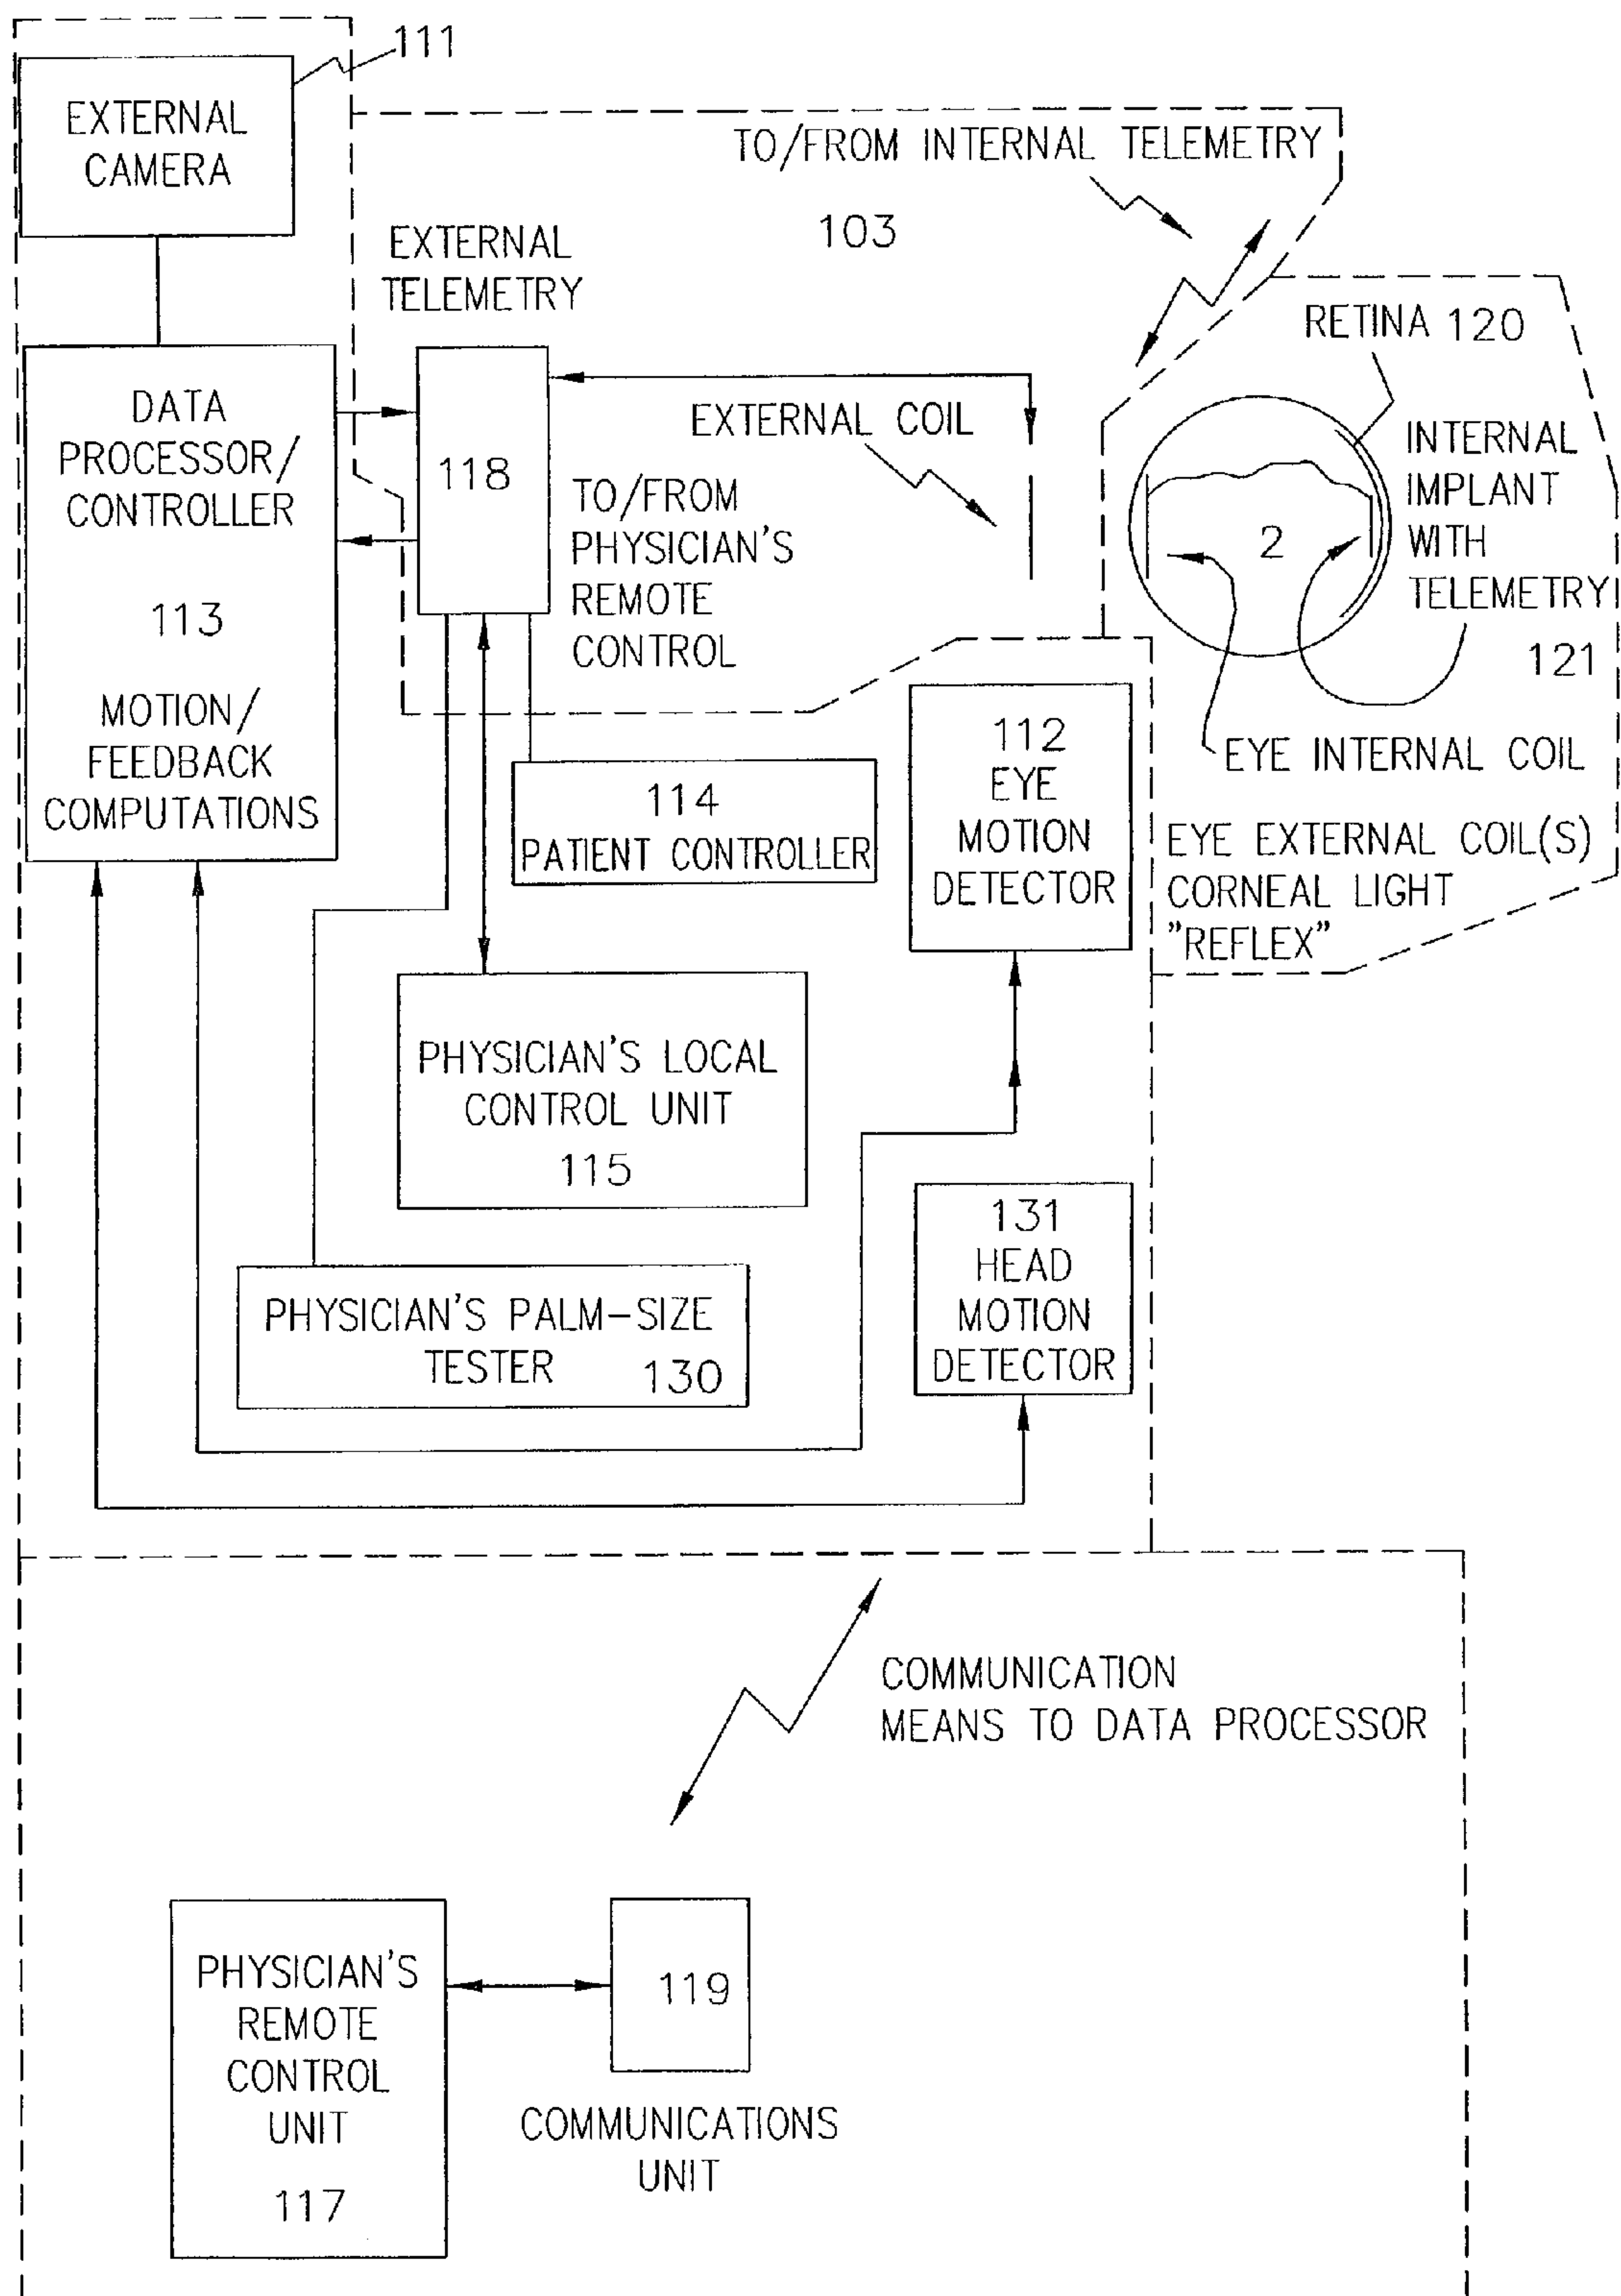 111
EXTERNAL
CAMERA
TO/FROM INTERNAL TELEMETRY
103
EXTERNAL
TELEMETRY
RETINA 120
DATA
PROCESSOR/
CONTROLLER
113
MOTION/
FEEDBACK
COMPUTATIONS
118
EXTERNAL COIL
TO/FROM
PHYSICIAN'S
REMOTE
CONTROL
2
INTERNAL
IMPLANT
WITH
TELEMETRY
121
EYE INTERNAL COIL
114
PATIENT CONTROLLER
112
EYE
MOTION
DETECTOR
EYE EXTERNAL COIL(S)
CORNEAL LIGHT
"REFLEX"
PHYSICIAN'S LOCAL
CONTROL UNIT
115
131
HEAD
MOTION
DETECTOR
PHYSICIAN'S PALM-SIZE
TESTER 130
COMMUNICATION
MEANS TO DATA PROCESSOR
PHYSICIAN'S
REMOTE
CONTROL
UNIT
117
119
COMMUNICATIONS
UNIT